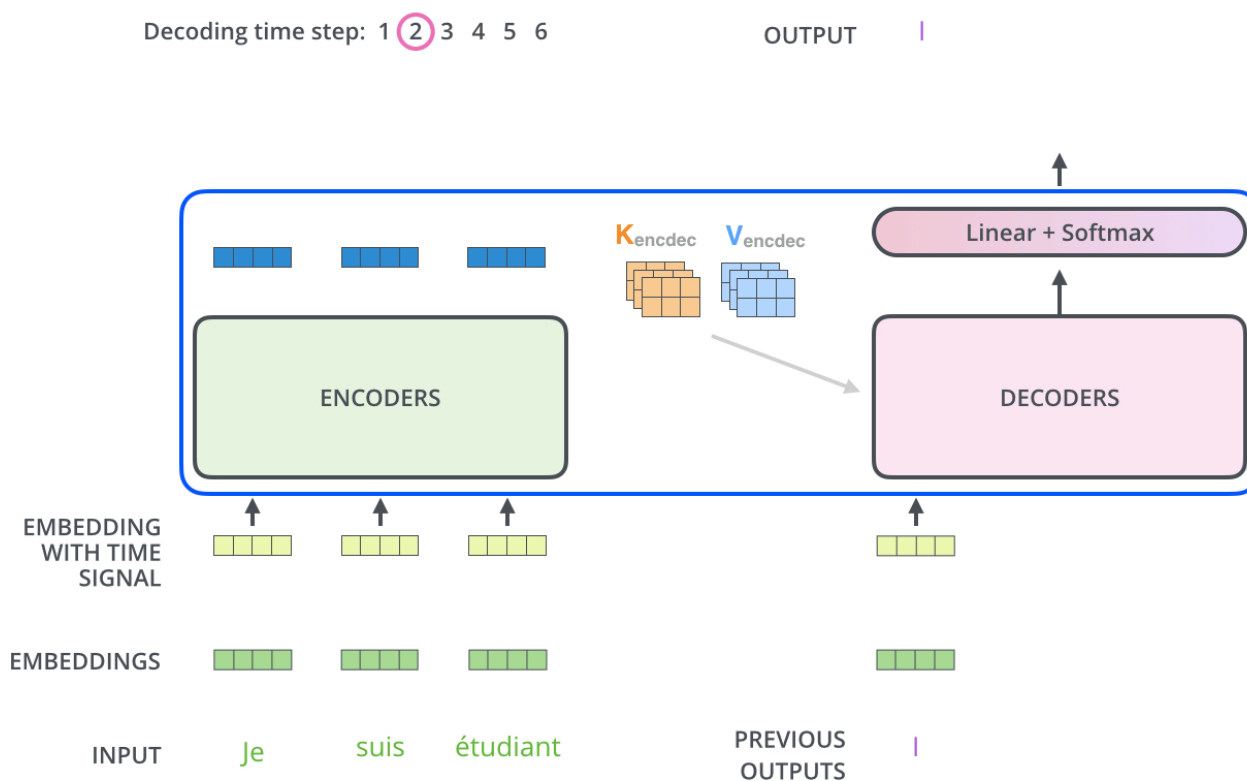 Decoding time step: 1 2 3 4 5 6
OUTPUT I
Kencdec Vencdec
Linear + Softmax
ENCODERS
DECODERS
EMBEDDING
WITH TIME
SIGNAL
EMBEDDINGS
INPUT Je suis étudiant
PREVIOUS
OUTPUTS
I